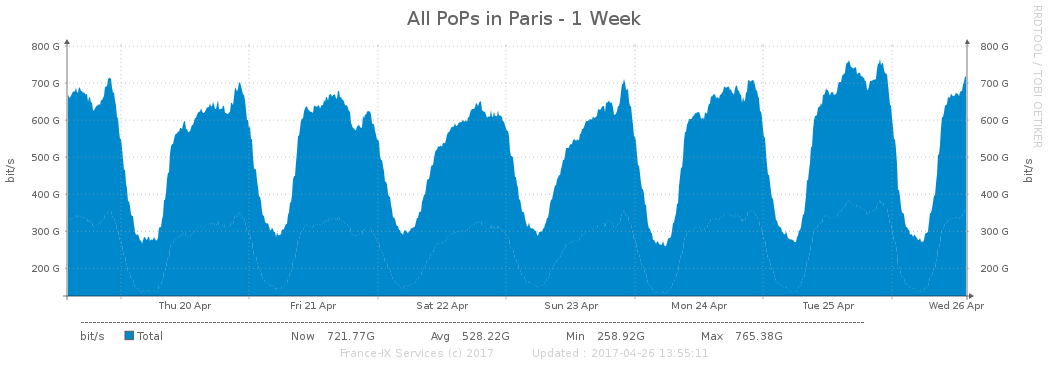 All PoPs in Paris - 1 Week
RRDTOOL / TOBI OETIKER
bit/s
800 G
700 G
600 G
500 G
400 G
300 G
200 G
800 G
700 G
600 G
500 G
400 G
300 G
200 G
bit/s
Thu 20 Apr Fri 21 Apr Sat 22 Apr Sun 23 Apr Mon 24 Apr Tue 25 Apr Wed 26 Apr
bit/s Total Now 721.77G Avg 528.22G Min 258.92G Max 765.38G
France-IX Services (c) 2017 Updated : 2017-04-26 13:55:11